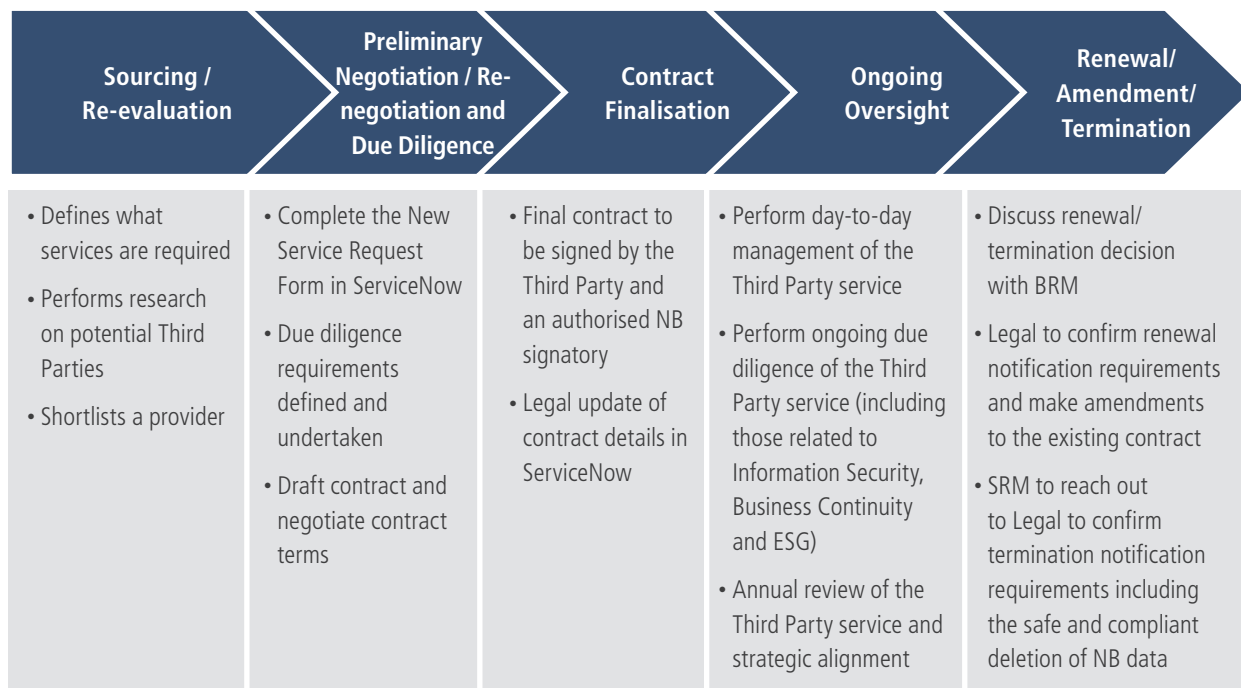 Sourcing /
Re-evaluation
Preliminary
Negotiation / Re-
negotiation and
Due Diligence
Contract
Finalisation
Ongoing
Oversight
Renewal/
Amendment/
Termination
• Defines what
services are required
• Performs research
on potential Third
Parties
• Shortlists a provider
• Complete the New
Service Request
Form in ServiceNow
• Due diligence
requirements
defined and
undertaken
• Draft contract and
negotiate contract
terms
• Final contract to
be signed by the
Third Party and
an authorised NB
signatory
• Legal update of
contract details in
ServiceNow
• Perform day-to-day
management of the
Third Party service
• Perform ongoing due
diligence of the Third
Party service (including
those related to
Information Security,
Business Continuity
and ESG)
• Annual review of the
Third Party service and
strategic alignment
• Discuss renewal/
termination decision
with BRM
• Legal to confirm renewal
notification requirements
and make amendments
to the existing contract
• SRM to reach out
to Legal to confirm
termination notification
requirements including
the safe and compliant
deletion of NB data